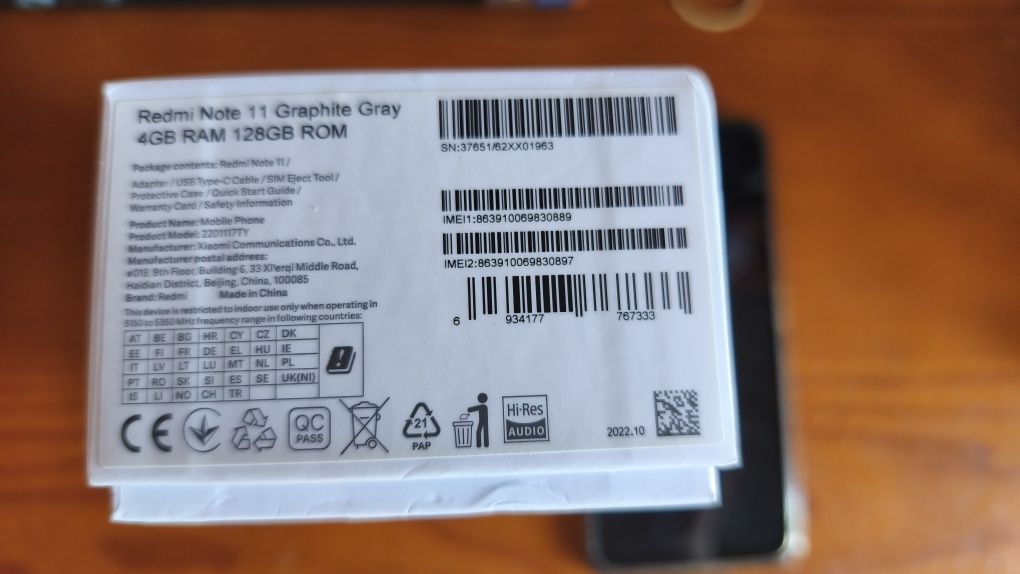 Redmi Note 11 Graphite Gray
4GB RAM 128GB ROM
Package contents: Redmi Note 11 /
Adapter / USB Type-C Cable / SIM Eject Tool /
Protective Case / Quick Start Guide /
Warranty Card / Safety Information
Product Name: Mobile Phone
Product Model: 2201117TY
Manufacturer: Xiaomi Communications Co., Ltd.
Manufacturer postal address:
#019, 9th Floor, Building 6, 33 Xi'erqi Middle Road,
Haidian District, Beijing, China, 100085
Brand: Redmi Made in China
This device is restricted to indoor use only when operating in
5150 to 5350 MHz frequency range in following countries:
AT BE BG HR CY CZ DK
EE FI FR DE EL HU IE
IT LV LT LU MT NL PL
PT RO SK SI ES SE UK(NI)
IS LI NO CH TR
CE
QC
PASS
21
PAP
Hi-Res
AUDIO
SN:37651/62XX01963
IMEI1:863910069830889
IMEI2:863910069830897
6 934177 767333
2022.10